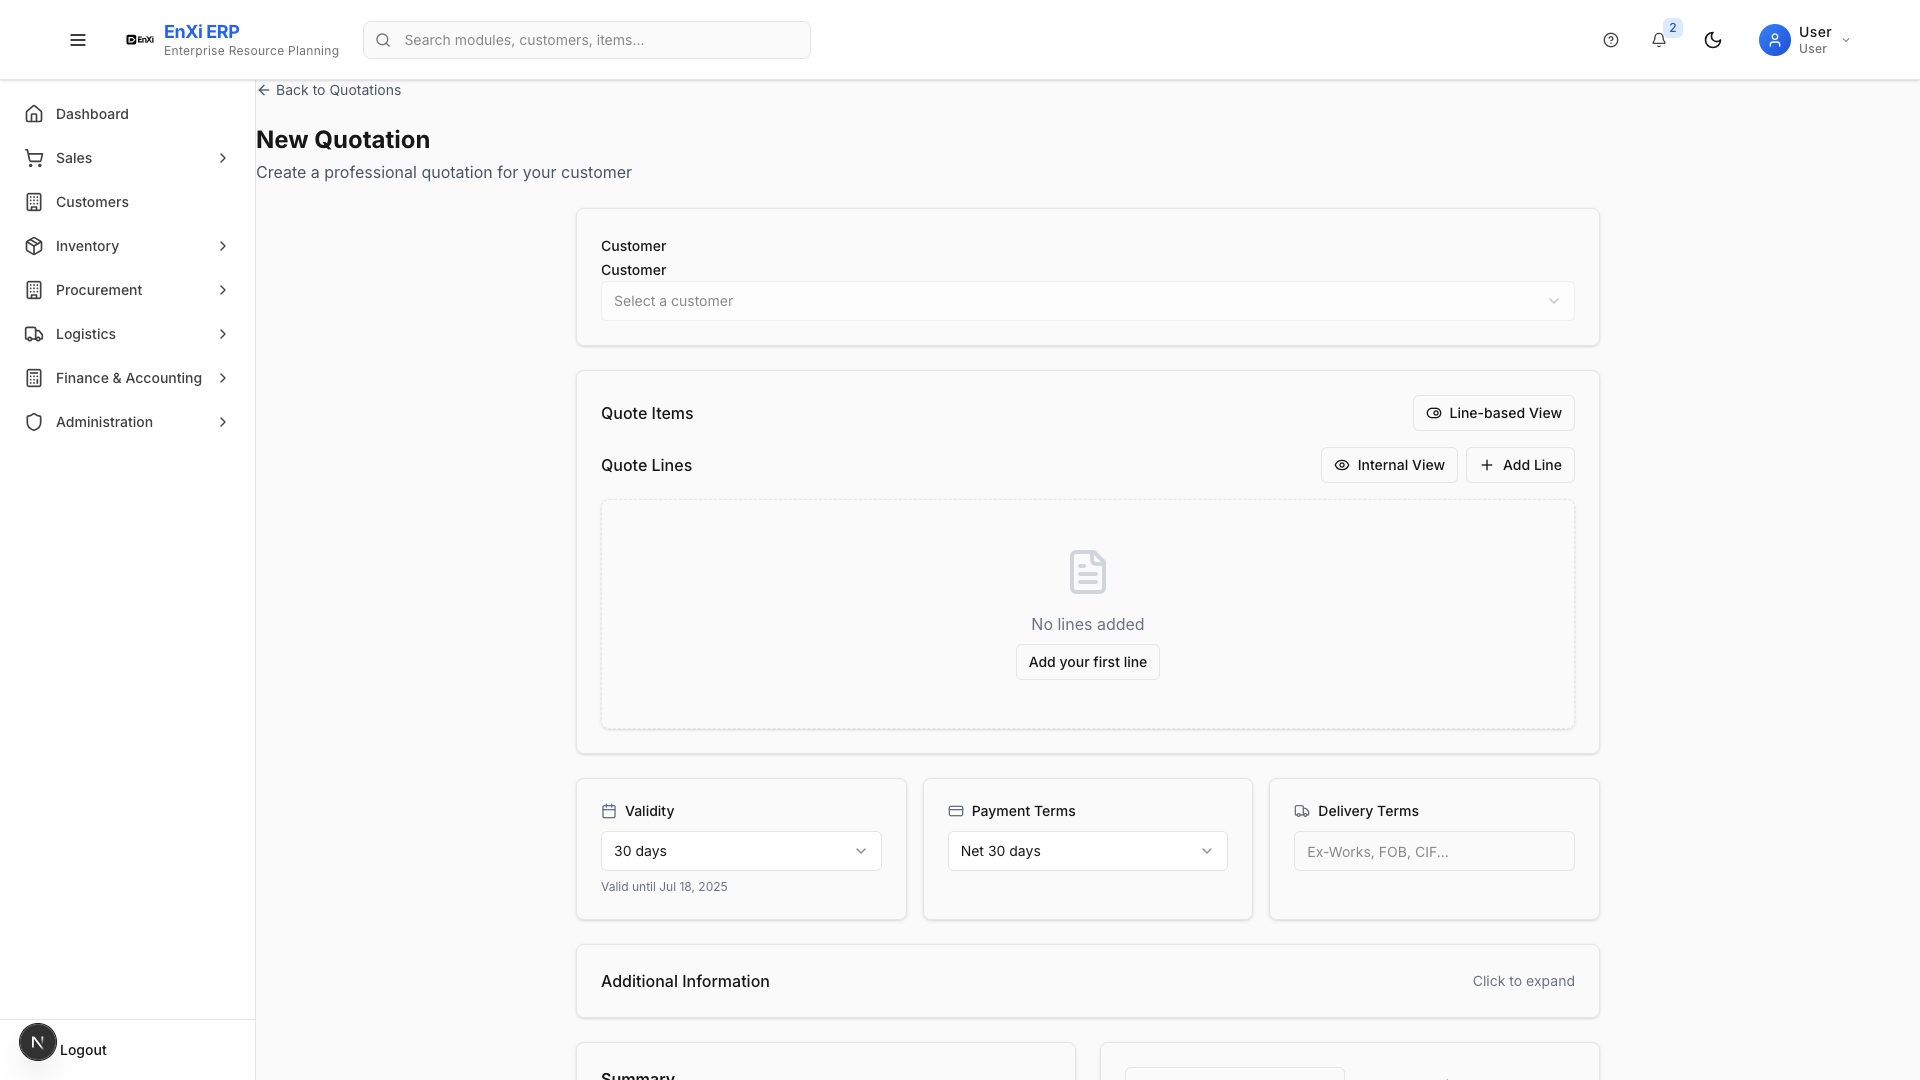 EnXi
EnXi ERP
Enterprise Resource Planning
Search modules, customers, items...
2
User
User
Dashboard
Sales
Customers
Inventory
Procurement
Logistics
Finance & Accounting
Administration
N
Logout
Back to Quotations
New Quotation
Create a professional quotation for your customer
Customer
Customer
Select a customer
Quote Items
Line-based View
Quote Lines
Internal View
Add Line
No lines added
Add your first line
Validity
30 days
Valid until Jul 18, 2025
Payment Terms
Net 30 days
Delivery Terms
Ex-Works, FOB, CIF...
Additional Information
Click to expand
Summary